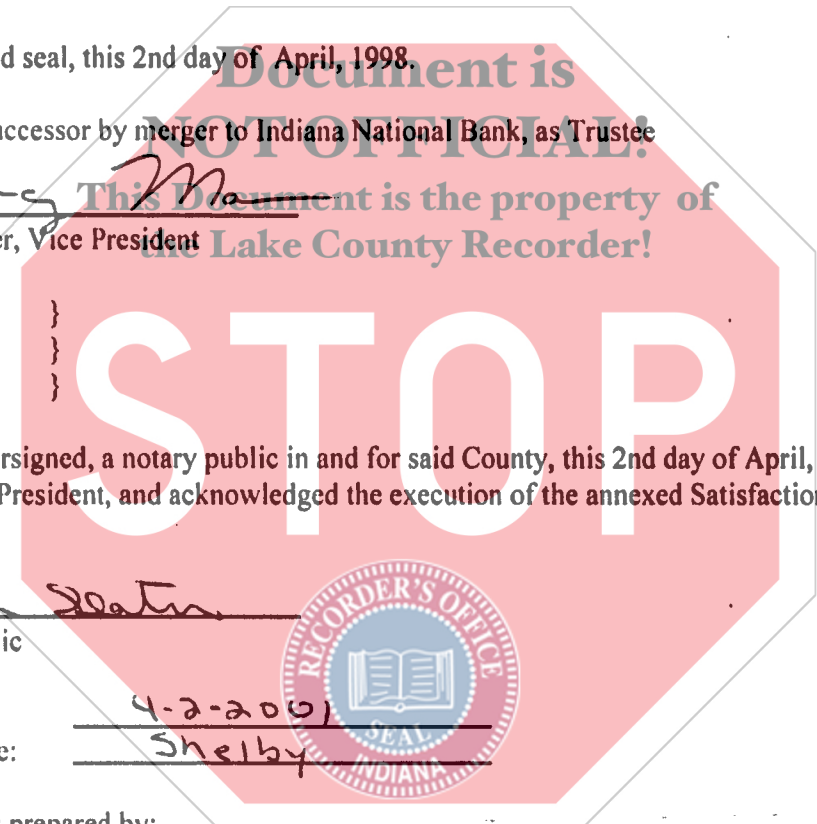 d seal, this 2nd day of April, 1998.
Document is
ccessor by merger to Indiana National Bank, as Trustee
NOT OFFICIAL!
This Document is the property of
er, Vice President
the Lake County Recorder!
}
}
}
STOP
rsigned, a notary public in and for said County, this 2nd day of April,
President, and acknowledged the execution of the annexed Satisfaction
ic
RECORDER'S OFFICE
SEAL
INDIANA
4-2-2001
e: Shelby
prepared by: